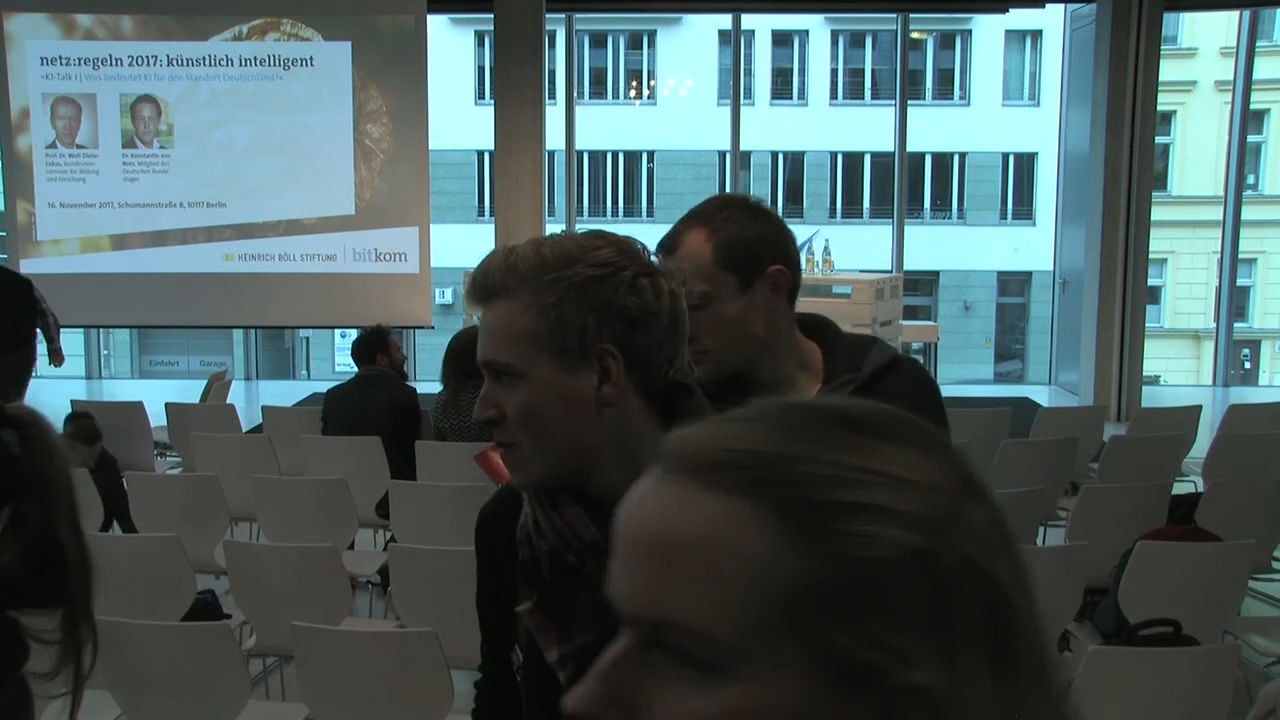 netz:regeln 2017: künstlich intelligent
»KI-Talk I | Was bedeutet KI für den Standort Deutschland?«
Prof. Dr. Wolf-Dieter
Lukas, Bundesmin-
isterium für Bildung
und Forschung
Dr. Konstantin von
Notz, Mitglied des
Deutschen Bunde-
stages
16. November 2017, Schumannstraße 8, 10117 Berlin
HEINRICH BÖLL STIFTUNG
bitkom
Einfahrt
Garage